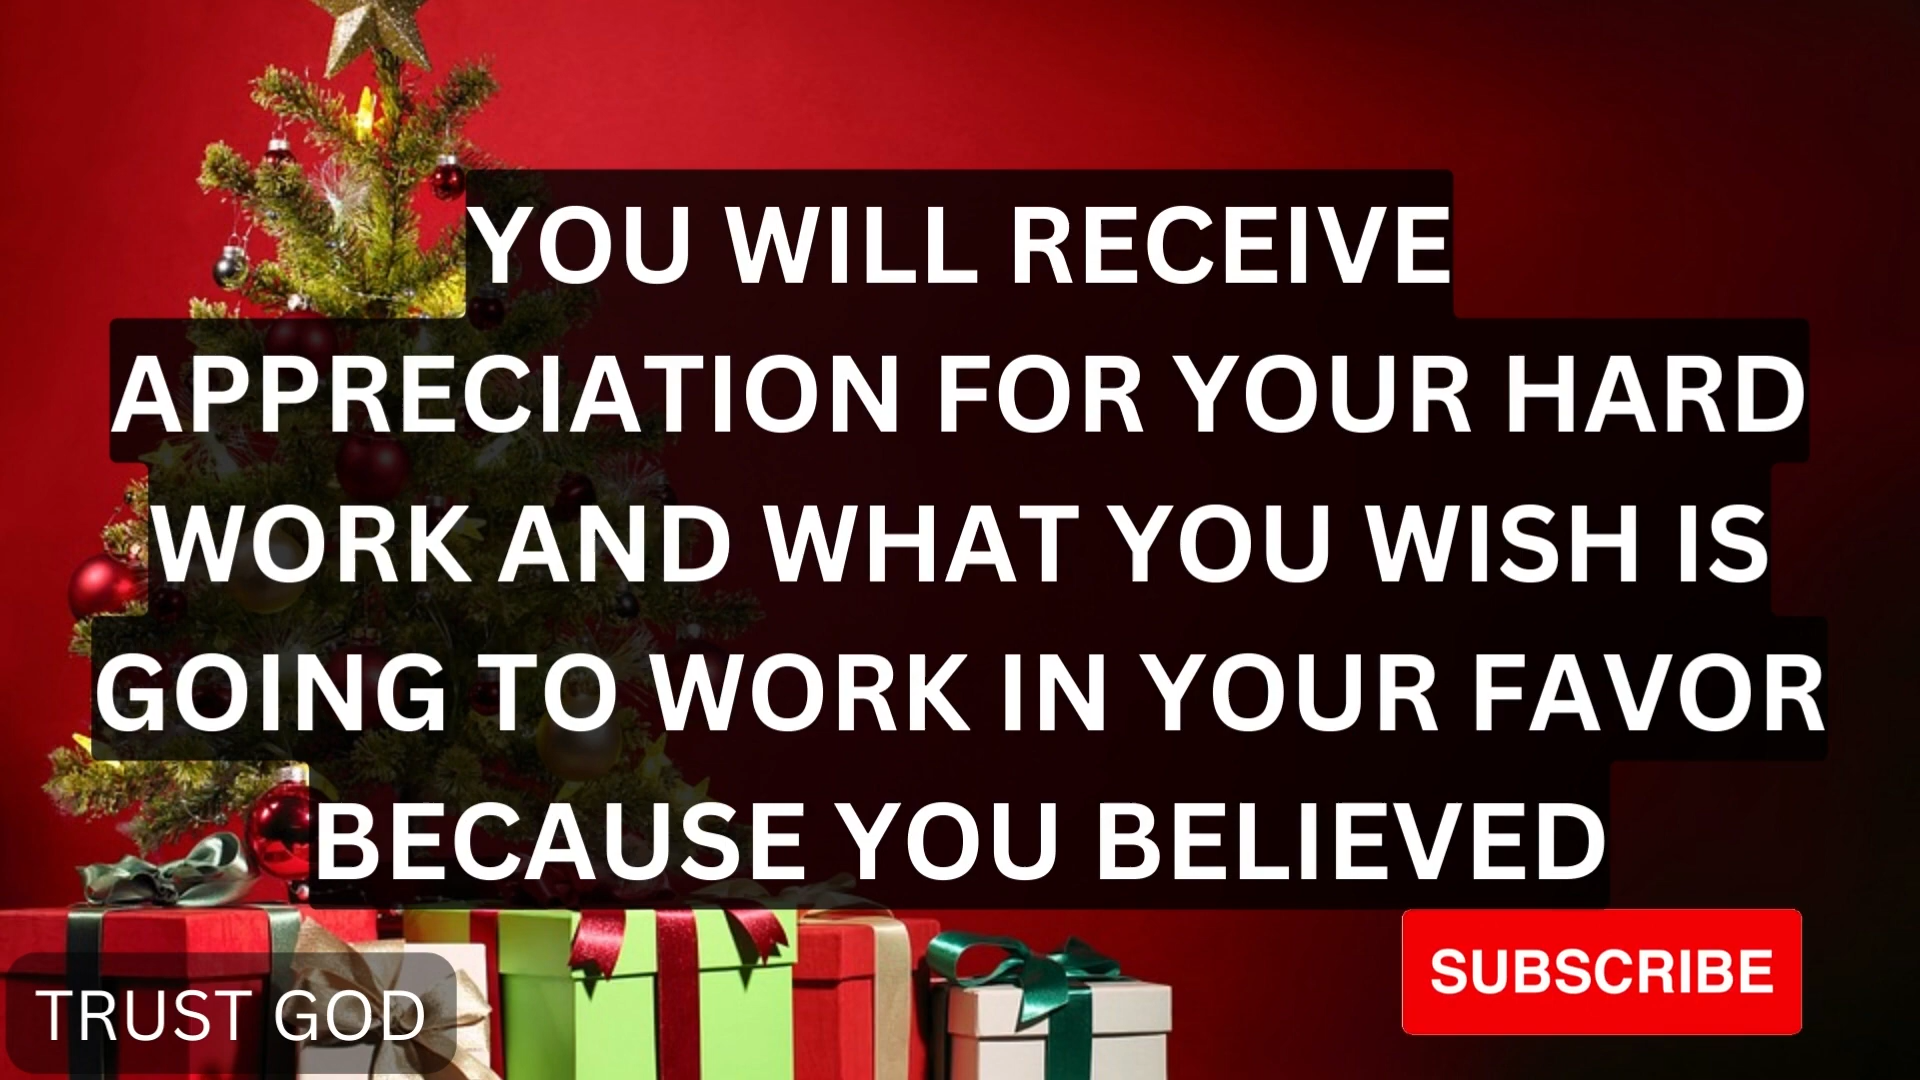 YOU WILL RECEIVE
APPRECIATION FOR YOUR HARD
WORK AND WHAT YOU WISH IS
GOING TO WORK IN YOUR FAVOR
BECAUSE YOU BELIEVED
SUBSCRIBE
TRUST GOD